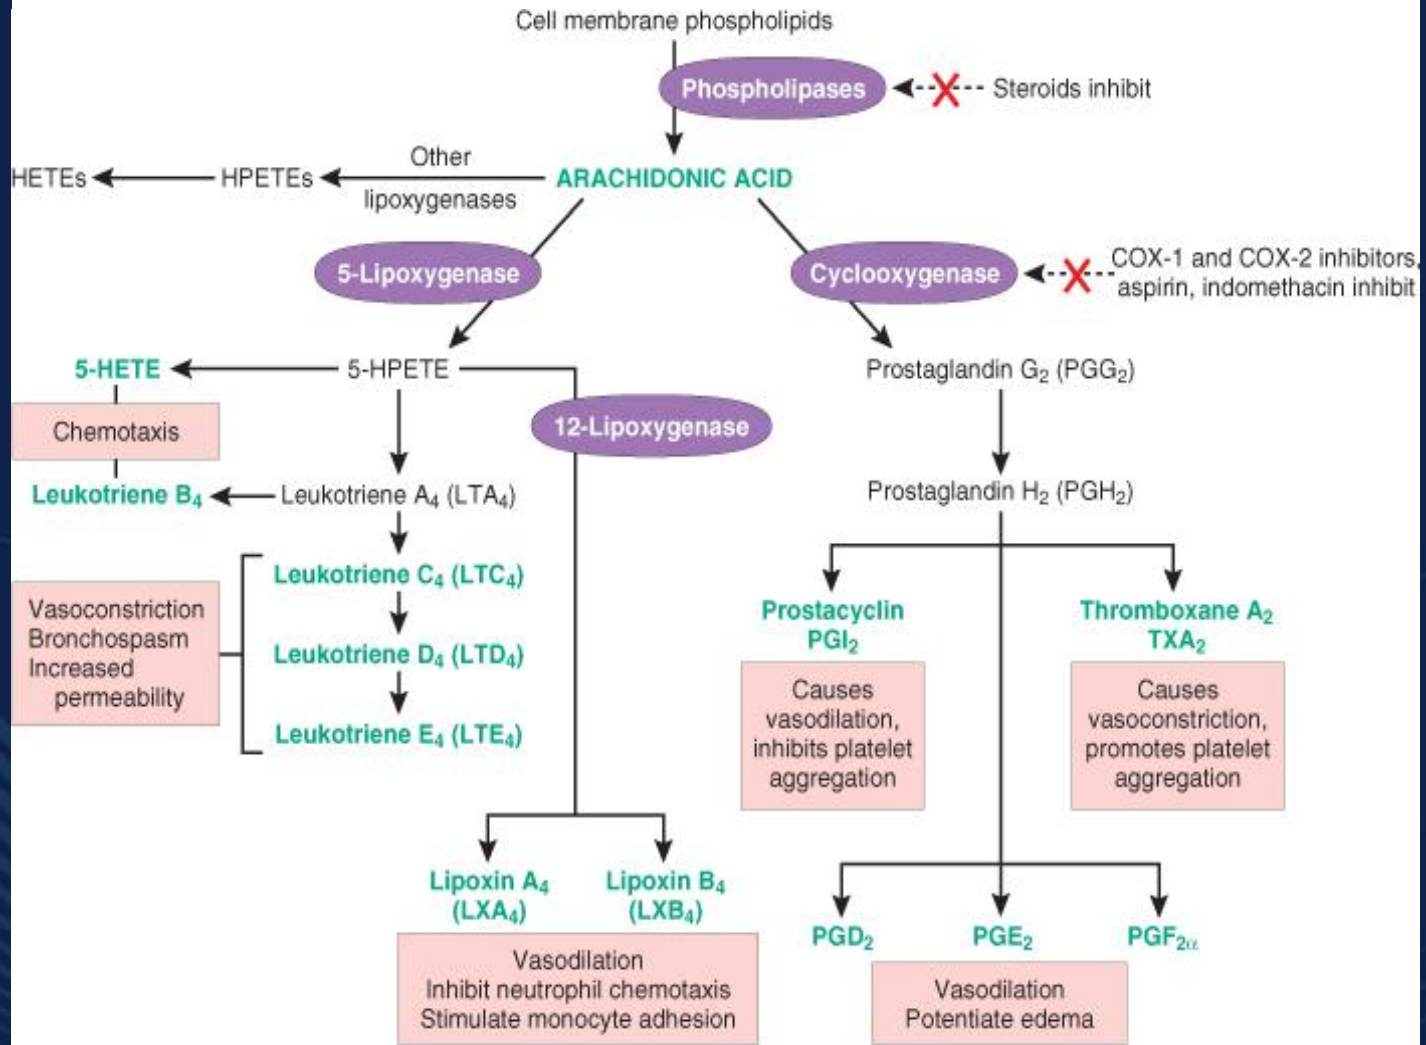 Cell membrane phospholipids
Phospholipases
Steroids inhibit
Other
lipoxygenases
HETEs
HPETEs
ARACHIDONIC ACID
5-Lipoxygenase
Cyclooxygenase
COX-1 and COX-2 inhibitors,
aspirin, indomethacin inhibit
5-HETE
5-HPETE
Prostaglandin G₂ (PGG₂)
Chemotaxis
12-Lipoxygenase
Leukotriene B₄
Leukotriene A₄ (LTA₄)
Prostaglandin H₂ (PGH₂)
Vasoconstriction
Bronchospasm
Increased
permeability
Leukotriene C₄ (LTC₄)
Leukotriene D₄ (LTD₄)
Leukotriene E₄ (LTE₄)
Prostacyclin
PGI₂
Causes
vasodilation,
inhibits platelet
aggregation
Thromboxane A₂
TXA₂
Causes
vasoconstriction,
promotes platelet
aggregation
Lipoxin A₄
(LXA₄)
Lipoxin B₄
(LXB₄)
Vasodilation
Inhibit neutrophil chemotaxis
Stimulate monocyte adhesion
PGD₂
PGE₂
PGF₂α
Vasodilation
Potentiate edema